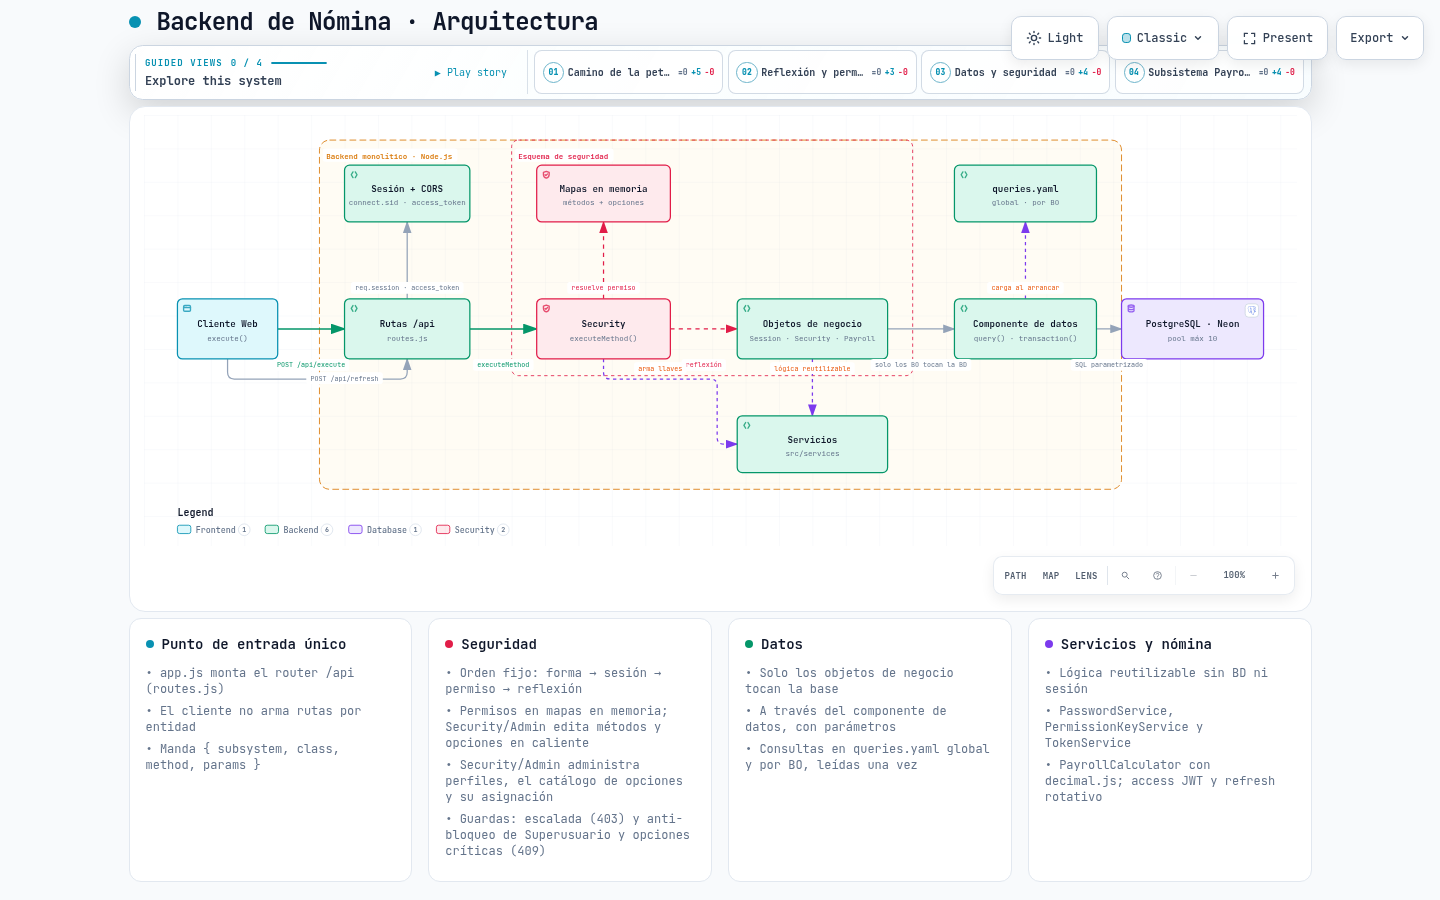 Backend de Nómina · Arquitectura
Light
Classic
Present
Export
GUIDED VIEWS 0 / 4
Explore this system
▶ Play story
01 Camino de la pet… =0 +5 -0
02 Reflexión y perm… =0 +3 -0
03 Datos y seguridad =0 +4 -0
04 Subsistema Payro… =0 +4 -0
Backend monolítico · Node.js
Esquema de seguridad
Sesión + CORS
connect.sid · access_token
Mapas en memoria
métodos + opciones
queries.yaml
global · por BO
req.session · access_token
resuelve permiso
carga al arrancar
Cliente Web
execute()
Rutas /api
routes.js
Security
executeMethod()
Objetos de negocio
Session · Security · Payroll
Componente de datos
query() · transaction()
PostgreSQL · Neon
pool máx 10
POST /api/execute
executeMethod
reflexión
solo los BO tocan la BD
SQL parametrizado
arma llaves
lógica reutilizable
POST /api/refresh
Servicios
src/services
Legend
Frontend 1
Backend 6
Database 1
Security 2
PATH
MAP
LENS
−
100%
+
Punto de entrada único
• app.js monta el router /api
(routes.js)
• El cliente no arma rutas por
entidad
• Manda { subsystem, class,
method, params }
Seguridad
• Orden fijo: forma → sesión →
permiso → reflexión
• Permisos en mapas en memoria;
Security/Admin edita métodos y
opciones en caliente
• Security/Admin administra
perfiles, el catálogo de opciones
y su asignación
• Guardas: escalada (403) y anti-
bloqueo de Superusuario y opciones
críticas (409)
Datos
• Solo los objetos de negocio
tocan la base
• A través del componente de
datos, con parámetros
• Consultas en queries.yaml global
y por BO, leídas una vez
Servicios y nómina
• Lógica reutilizable sin BD ni
sesión
• PasswordService,
PermissionKeyService y
TokenService
• PayrollCalculator con
decimal.js; access JWT y refresh
rotativo